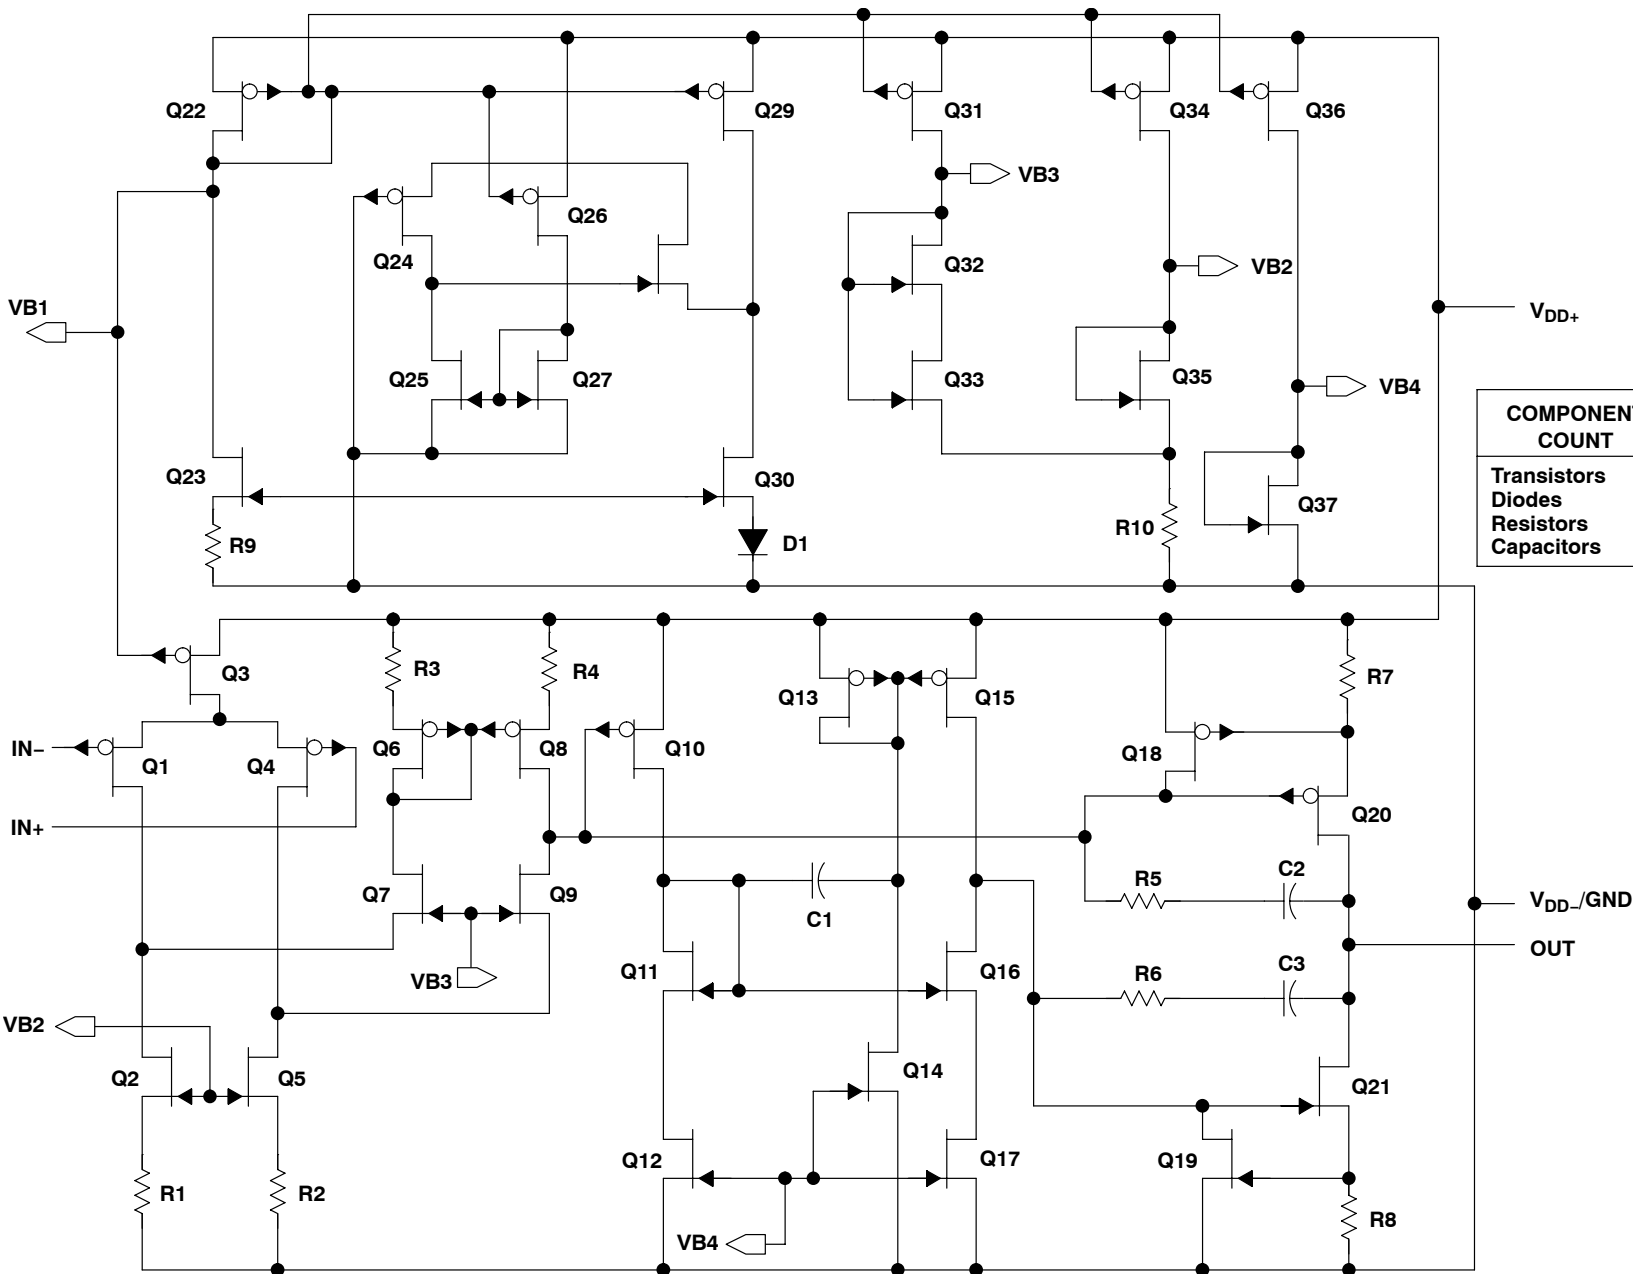 Q22
Q29
Q31
Q34
Q36
VB3
Q26
Q24
Q32
VB2
VB1
V_DD+
Q25
Q27
Q33
Q35
VB4
COMPONENT
COUNT
Q23
Q30
Transistors
Diodes
Resistors
Capacitors
Q37
R9
D1
R10
Q3
R3
R4
Q13
Q15
R7
IN−
Q1
Q4
Q6
Q8
Q10
Q18
IN+
Q20
Q7
Q9
C1
R5
C2
V_DD−/GND
OUT
VB3
Q11
Q16
R6
C3
VB2
Q2
Q5
Q14
Q21
Q12
Q17
Q19
R1
R2
R8
VB4